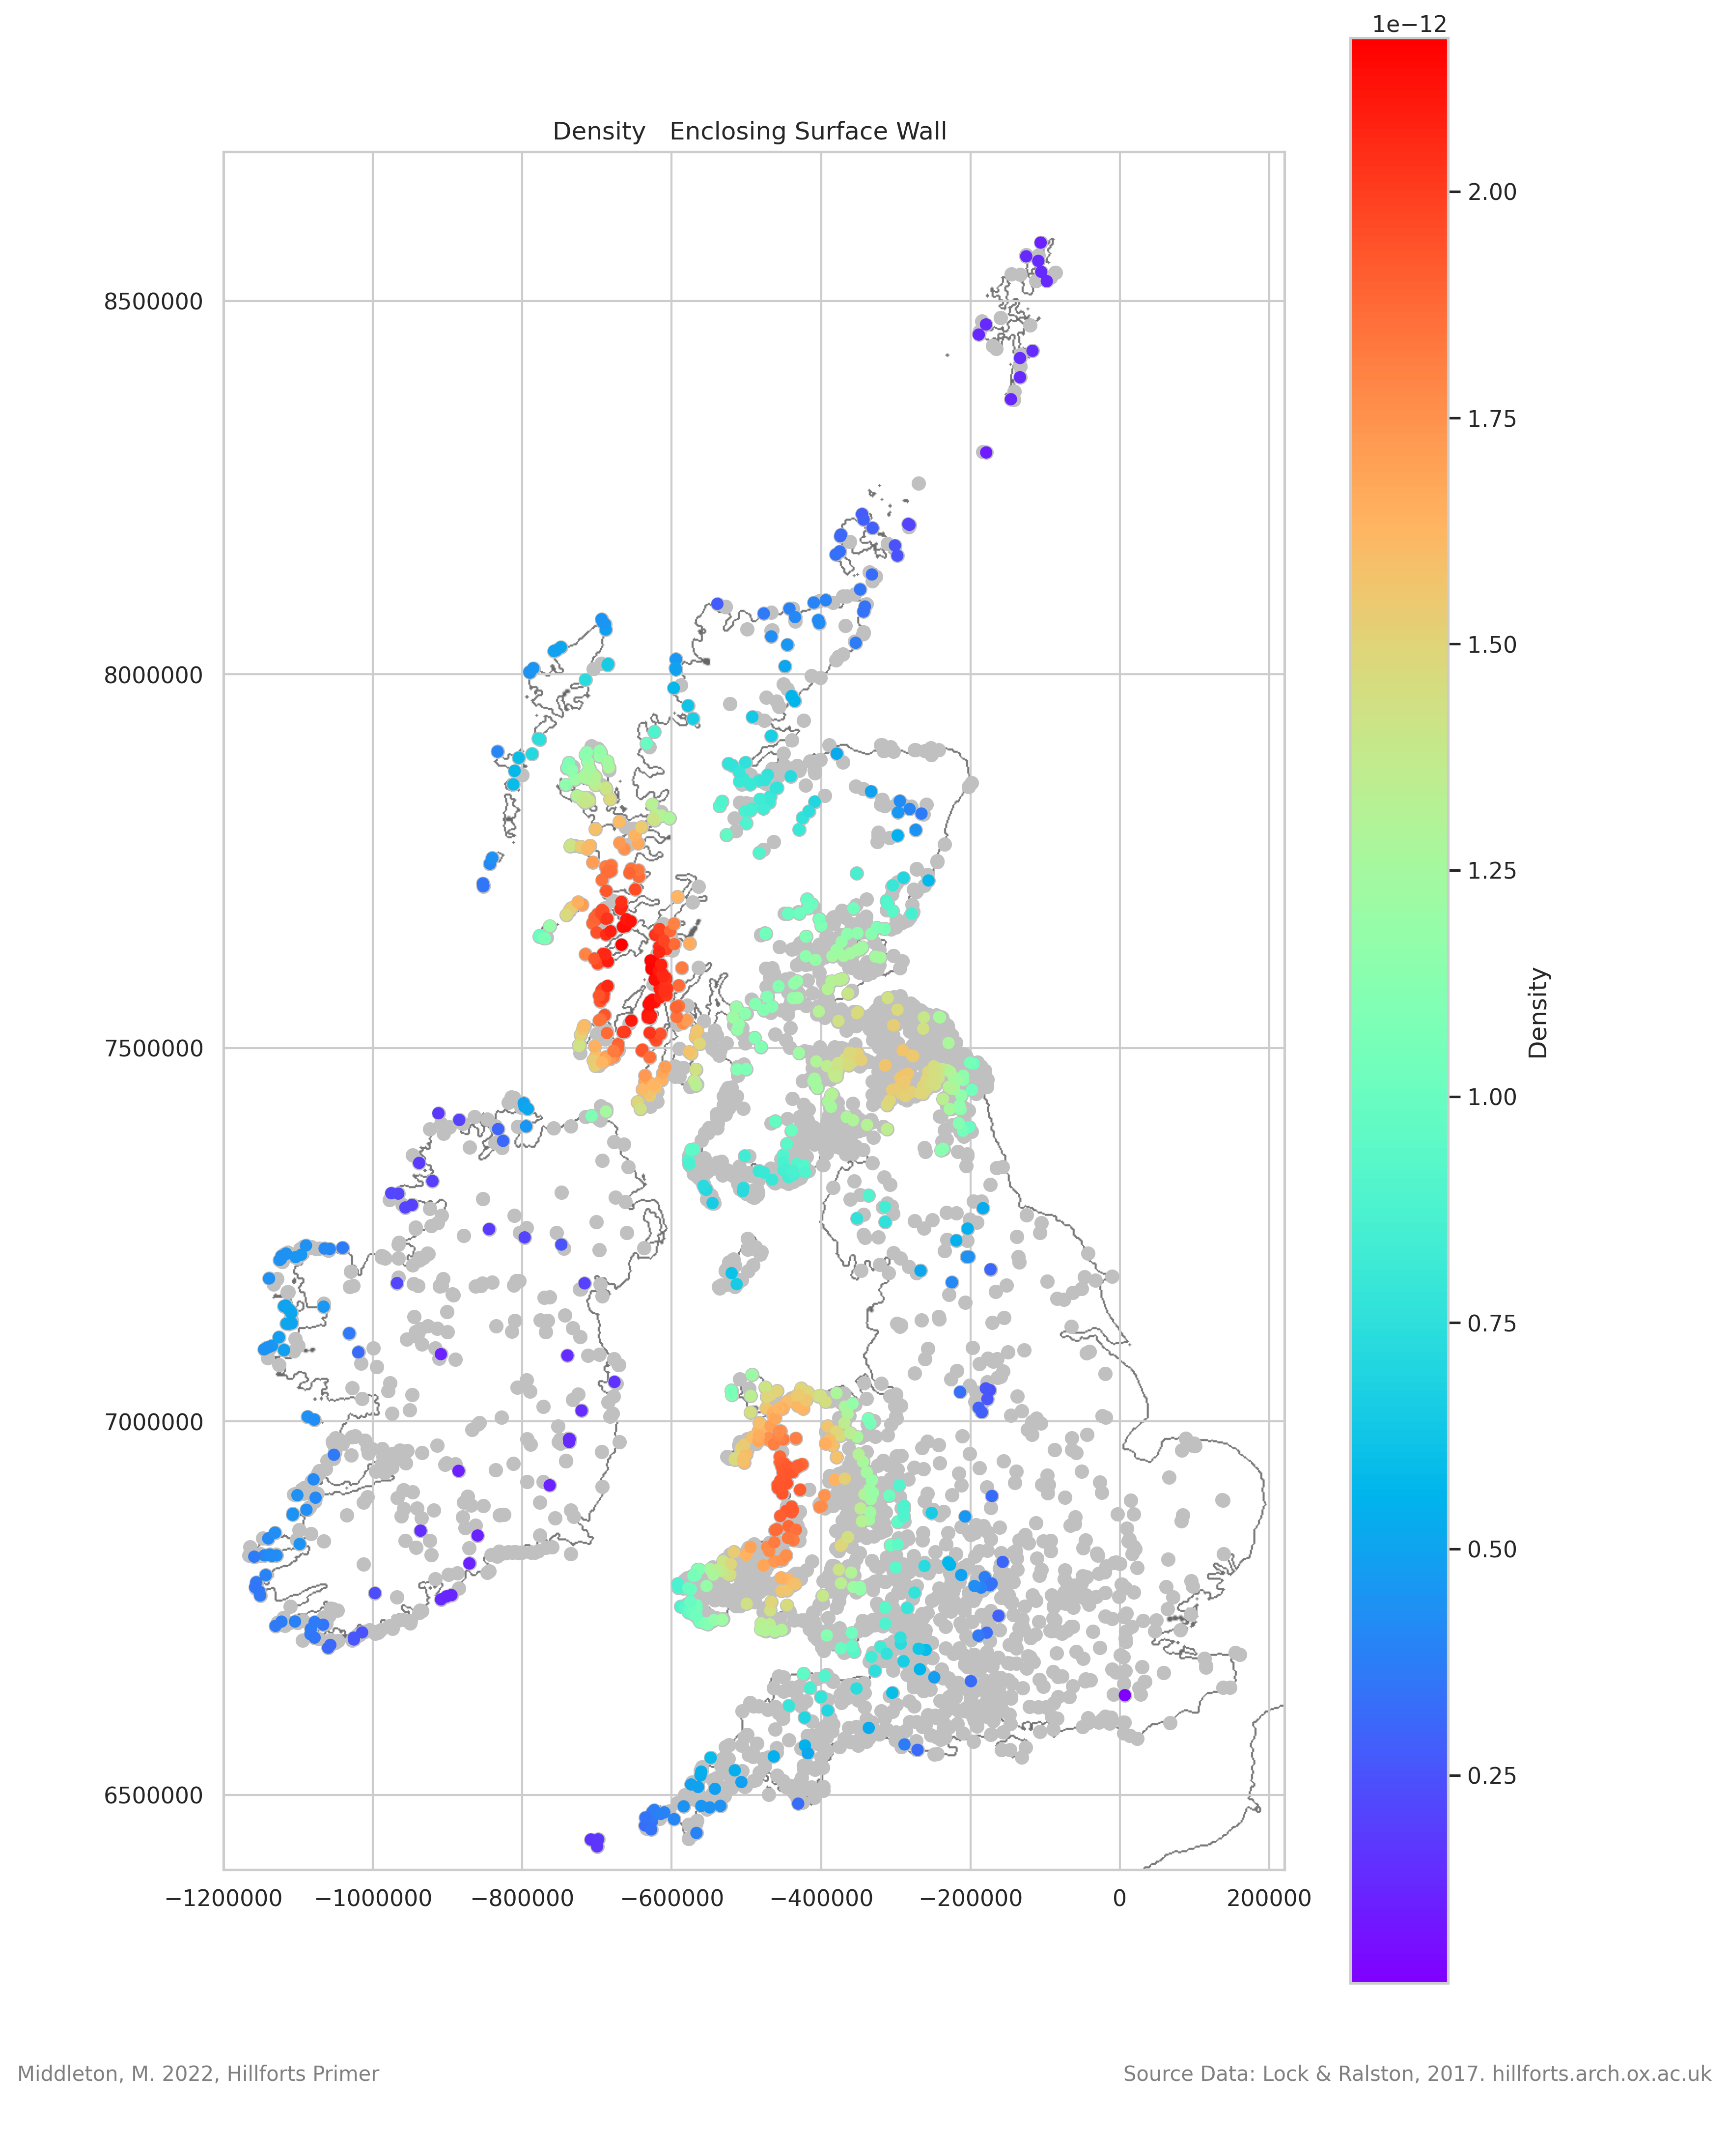 1e−12
Density   Enclosing Surface Wall
2.00
1.75
1.50
1.25
1.00
0.75
0.50
0.25
Density
8500000
8000000
7500000
7000000
6500000
−1200000 −1000000 −800000 −600000 −400000 −200000 0 200000
Middleton, M. 2022, Hillforts Primer
Source Data: Lock & Ralston, 2017. hillforts.arch.ox.ac.uk